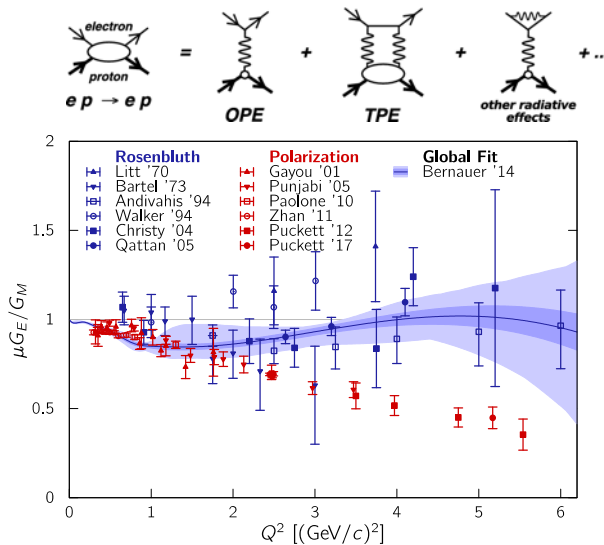 electron
proton
e p → e p
=
OPE
+
TPE
+
other radiative
effects
+ ..
Rosenbluth
Litt '70
Bartel '73
Andivahis '94
Walker '94
Christy '04
Qattan '05
Polarization
Gayou '01
Punjabi '05
Paolone '10
Zhan '11
Puckett '12
Puckett '17
Global Fit
Bernauer '14
μG_E/G_M
2
1.5
1
0.5
0
0 1 2 3 4 5 6
Q² [(GeV/c)²]